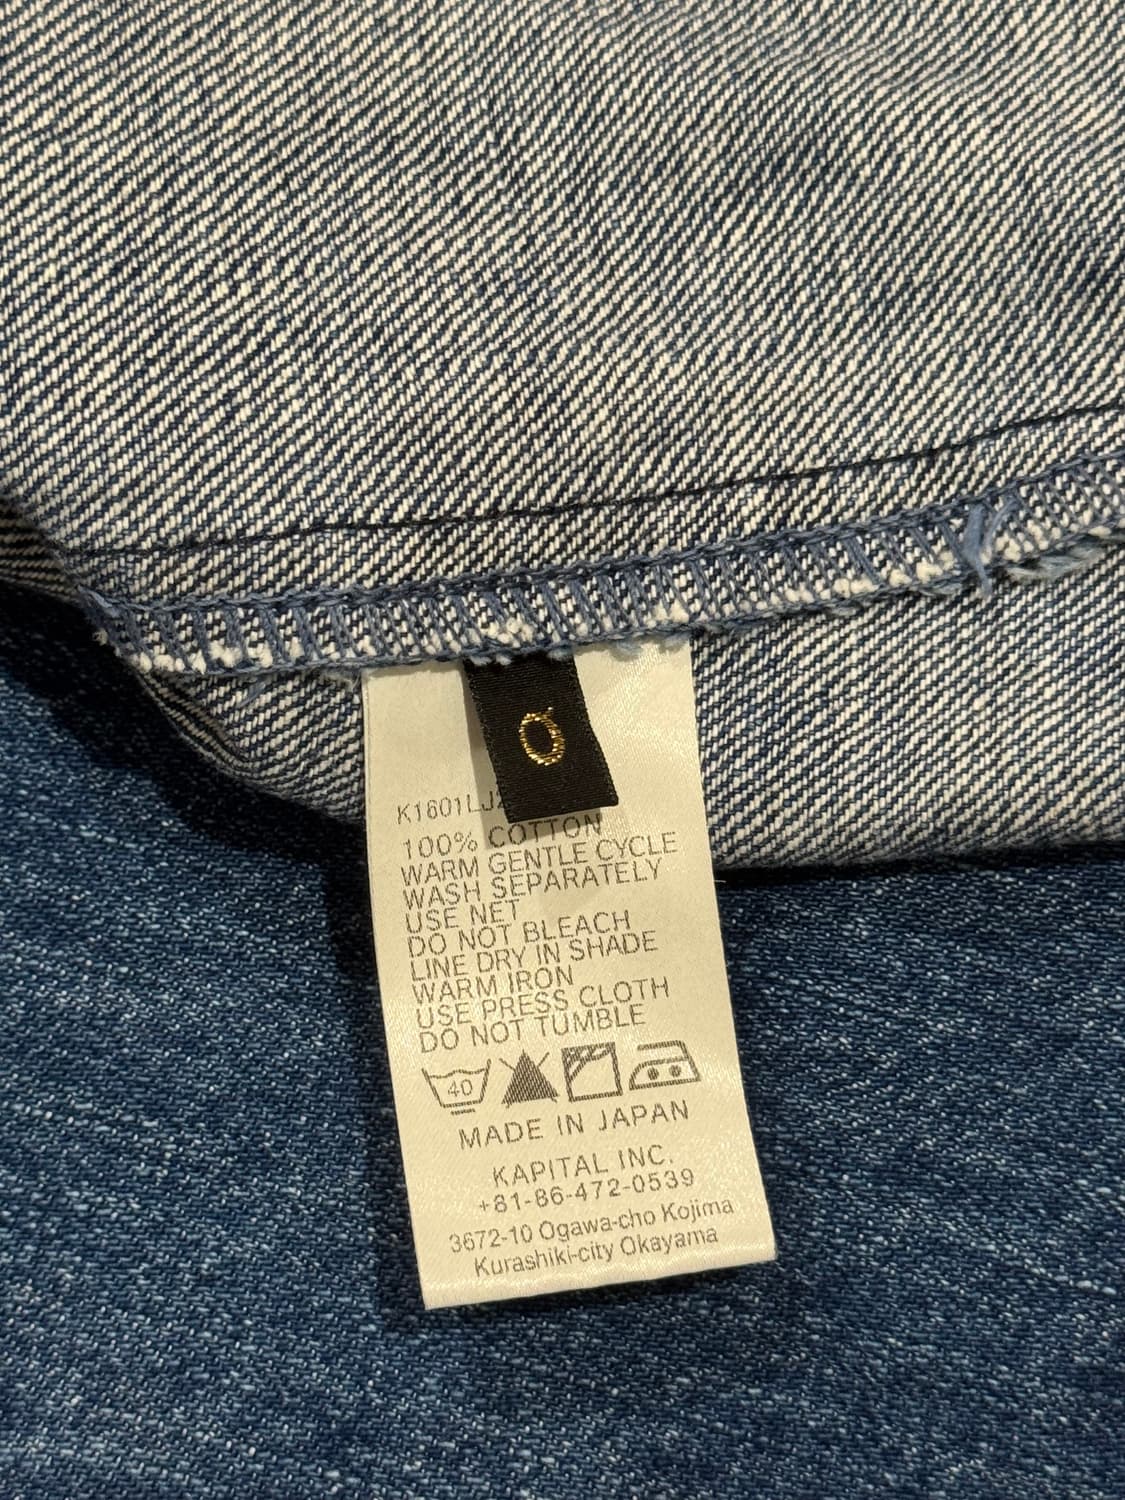 0
K1601LJ
100% COTTON
WARM GENTLE CYCLE
WASH SEPARATELY
USE NET
DO NOT BLEACH
LINE DRY IN SHADE
WARM IRON
USE PRESS CLOTH
DO NOT TUMBLE
40
MADE IN JAPAN
KAPITAL INC.
+81-86-472-0539
3672-10 Ogawa-cho Kojima
Kurashiki-city Okayama